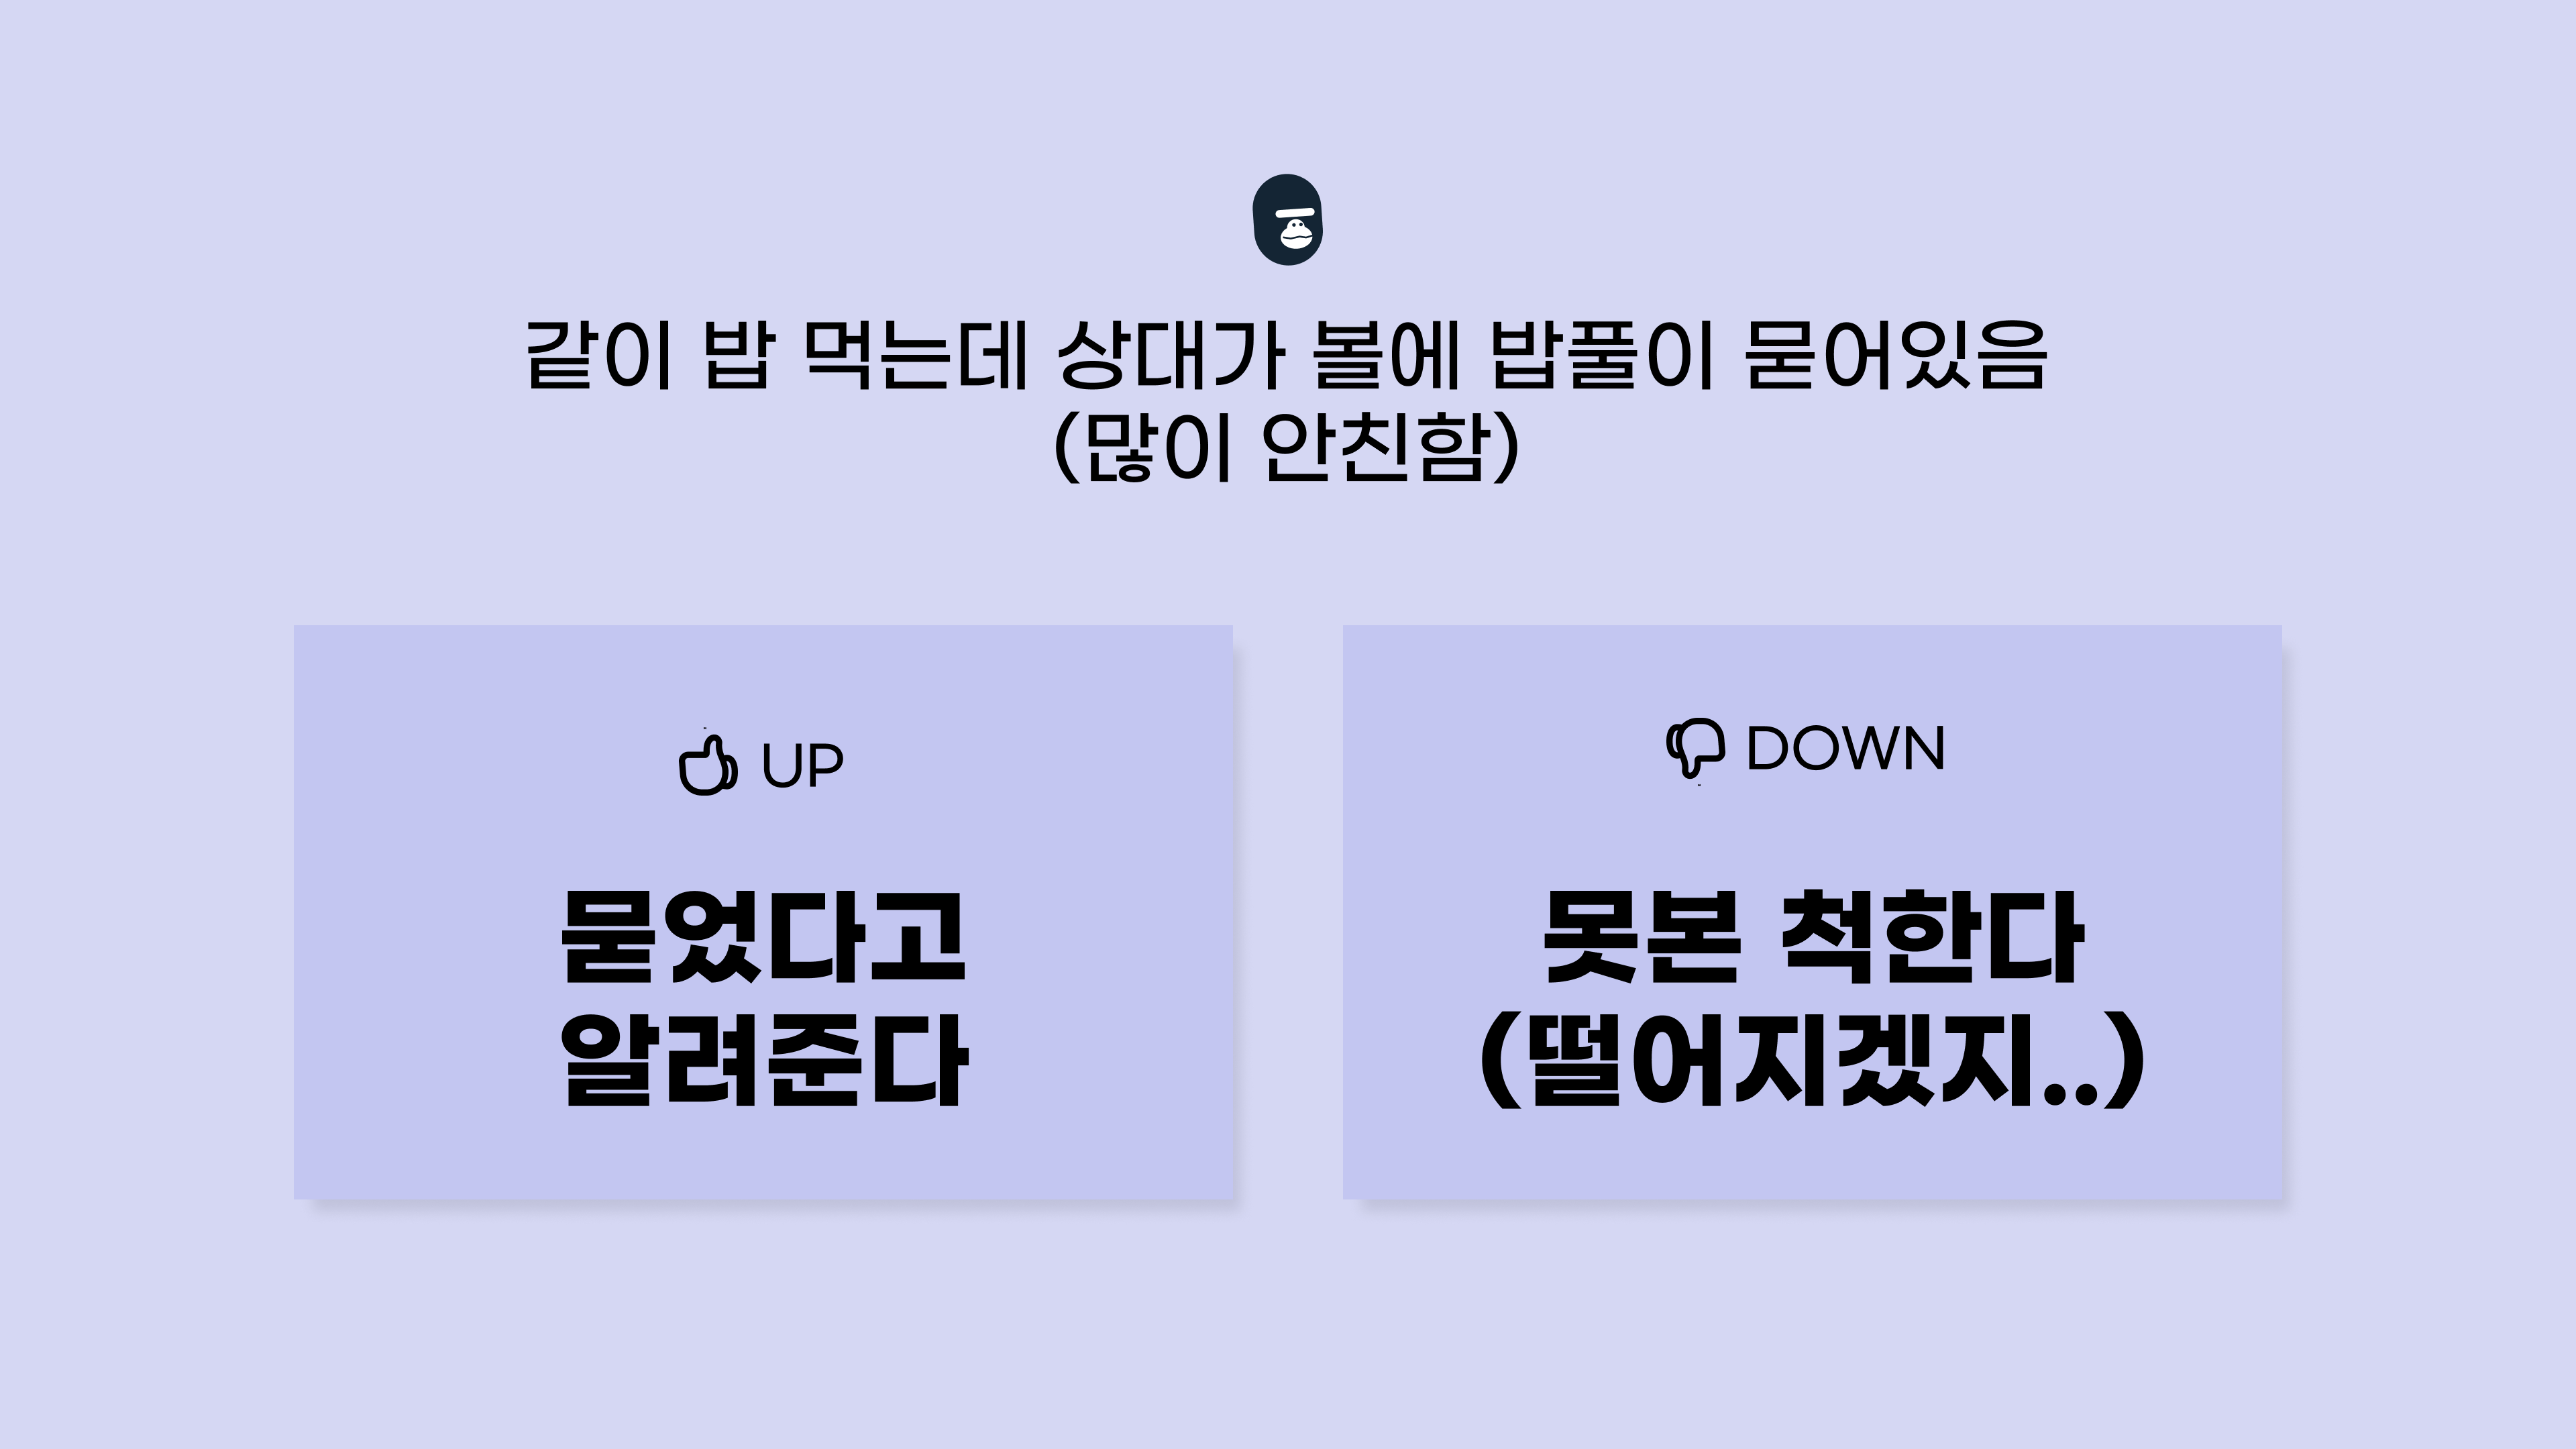 같이 밥 먹는데 상대가 볼에 밥풀이 묻어있음
(많이 안친함)
UP
묻었다고
알려준다
DOWN
못본 척한다
(떨어지겠지..)